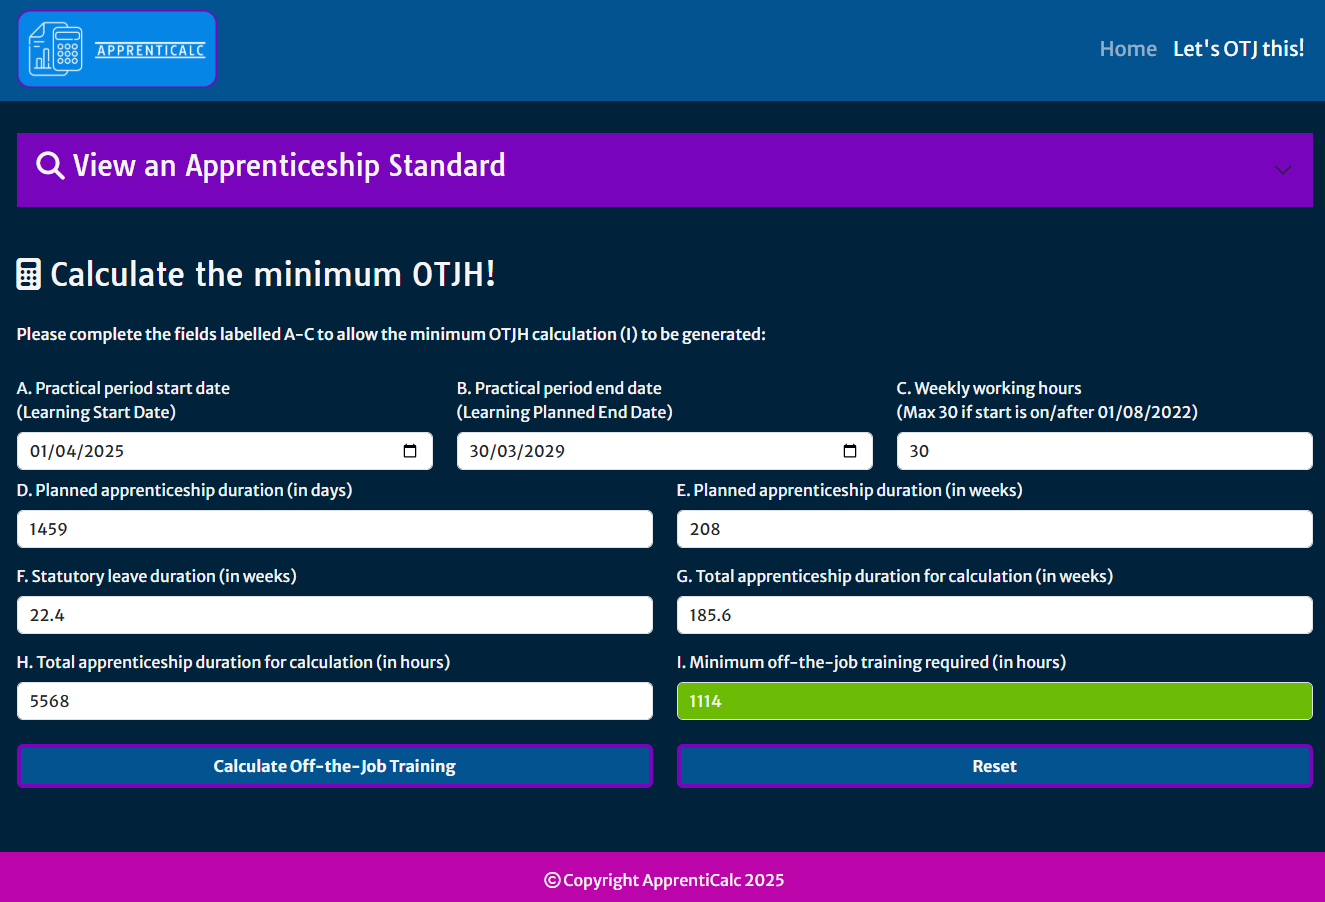 APPRENTICALC
Home Let's OTJ this!
View an Apprenticeship Standard
Calculate the minimum OTJH!
Please complete the fields labelled A-C to allow the minimum OTJH calculation (I) to be generated:
A. Practical period start date
(Learning Start Date)
01/04/2025
B. Practical period end date
(Learning Planned End Date)
30/03/2029
C. Weekly working hours
(Max 30 if start is on/after 01/08/2022)
30
D. Planned apprenticeship duration (in days)
1459
E. Planned apprenticeship duration (in weeks)
208
F. Statutory leave duration (in weeks)
22.4
G. Total apprenticeship duration for calculation (in weeks)
185.6
H. Total apprenticeship duration for calculation (in hours)
5568
I. Minimum off-the-job training required (in hours)
1114
Calculate Off-the-Job Training
Reset
© Copyright ApprentiCalc 2025